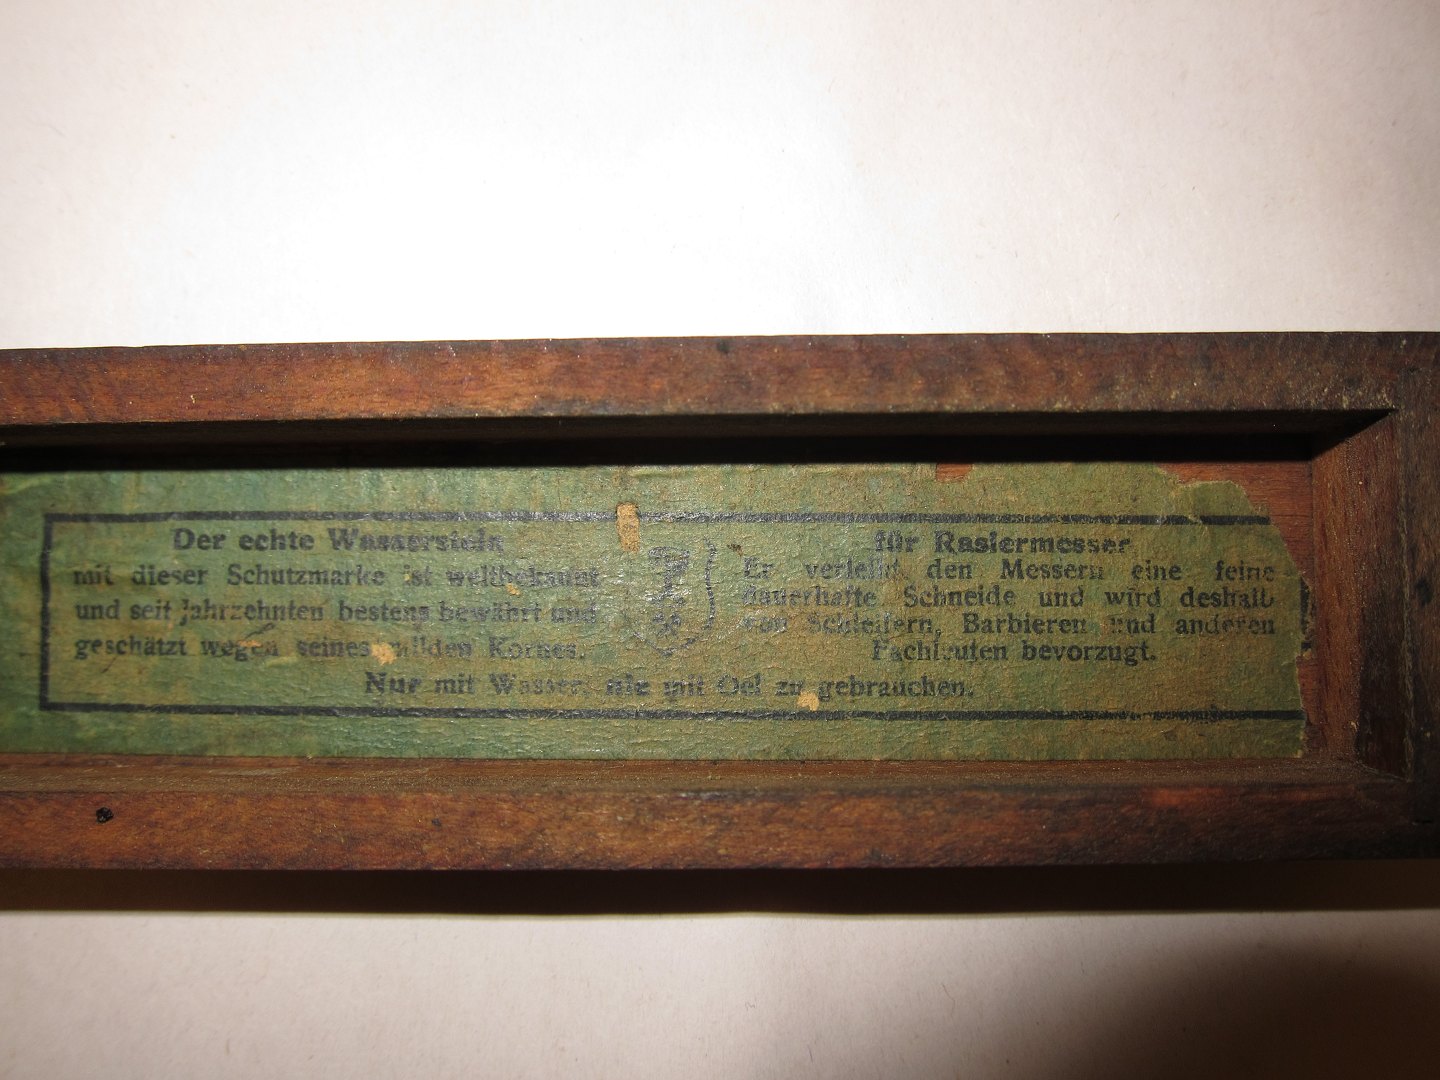 Der echte Wasserstein
mit dieser Schutzmarke ist weltbekannt
und seit Jahrzehnten bestens bewährt und
geschätzt wegen seines milden Kornes.
für Rasiermesser
Er verleiht den Messern eine feine
dauerhafte Schneide und wird deshalb
von Schleifern, Barbieren und anderen
Fachleuten bevorzugt.
Nur mit Wasser, nie mit Oel zu gebrauchen.